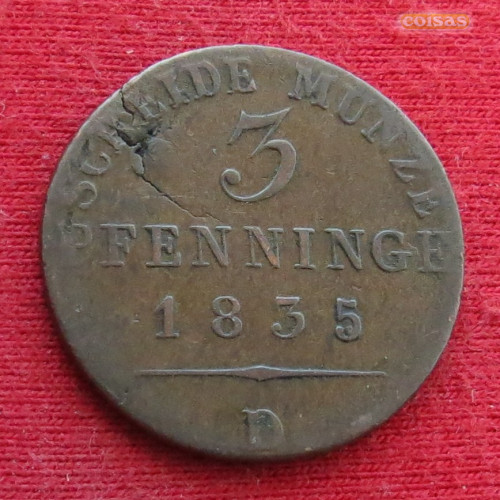 coisas
SCHEIDE MUNZE
3
PFENNINGE
1835
D